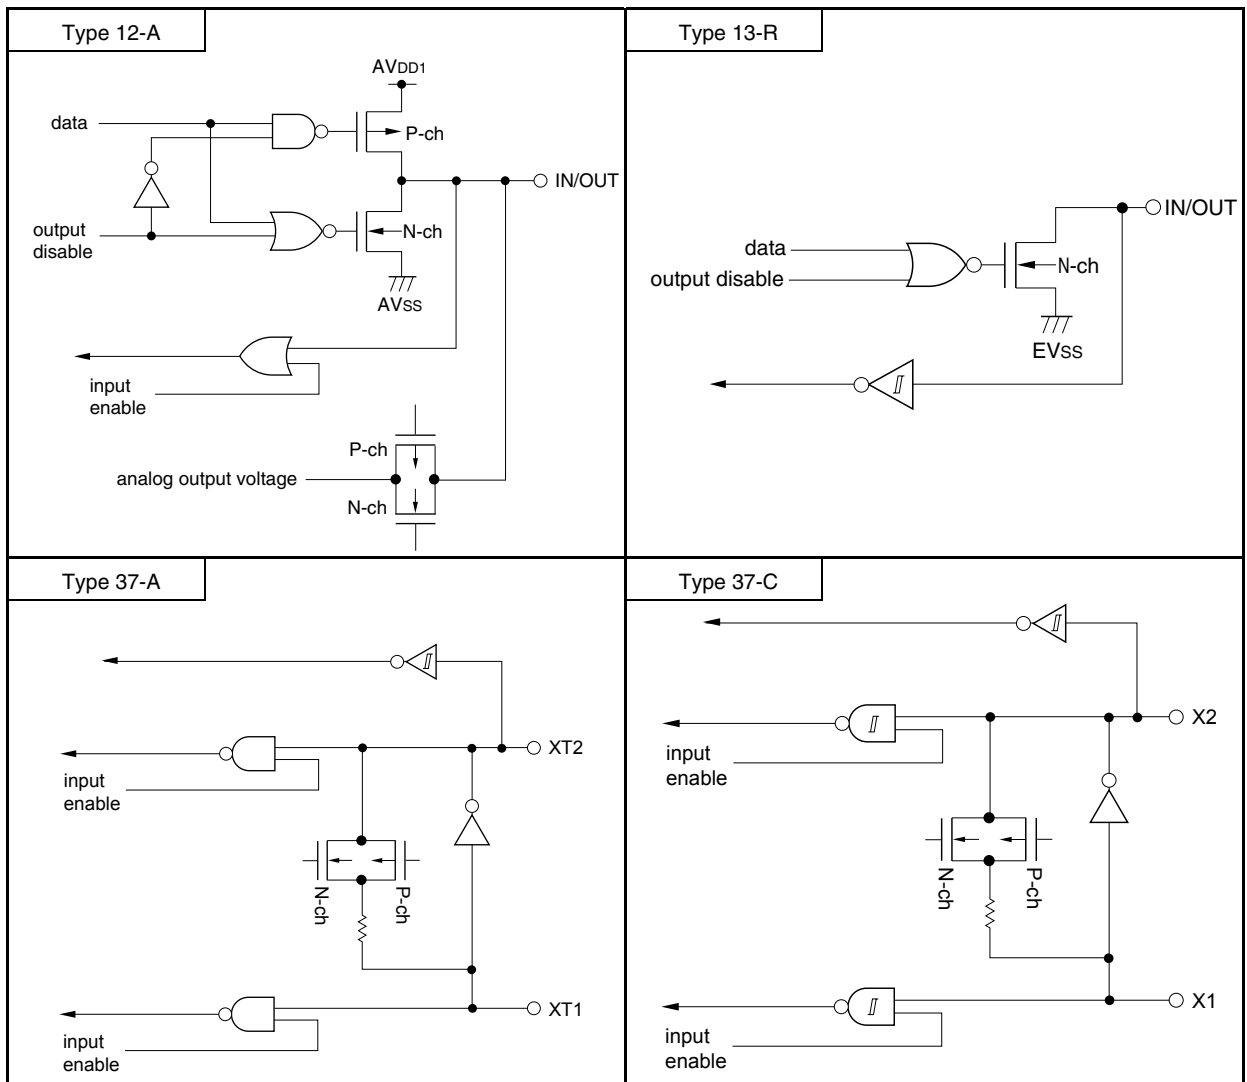 Type 12-A
AVDD1
data
P-ch
IN/OUT
output
disable
N-ch
AVSS
input
enable
P-ch
analog output voltage
N-ch
Type 13-R
IN/OUT
data
output disable
N-ch
EVSS
Type 37-A
XT2
input
enable
N-ch
P-ch
XT1
input
enable
Type 37-C
X2
input
enable
N-ch
P-ch
X1
input
enable